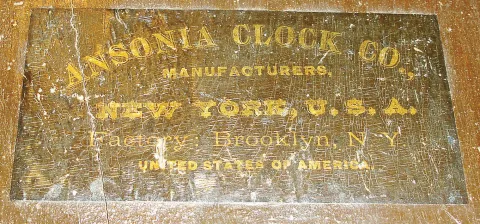 ANSONIA CLOCK CO.,
MANUFACTURERS,
NEW YORK, U.S.A.
Factory, Brooklyn, N-Y
UNITED STATES OF AMERICA.